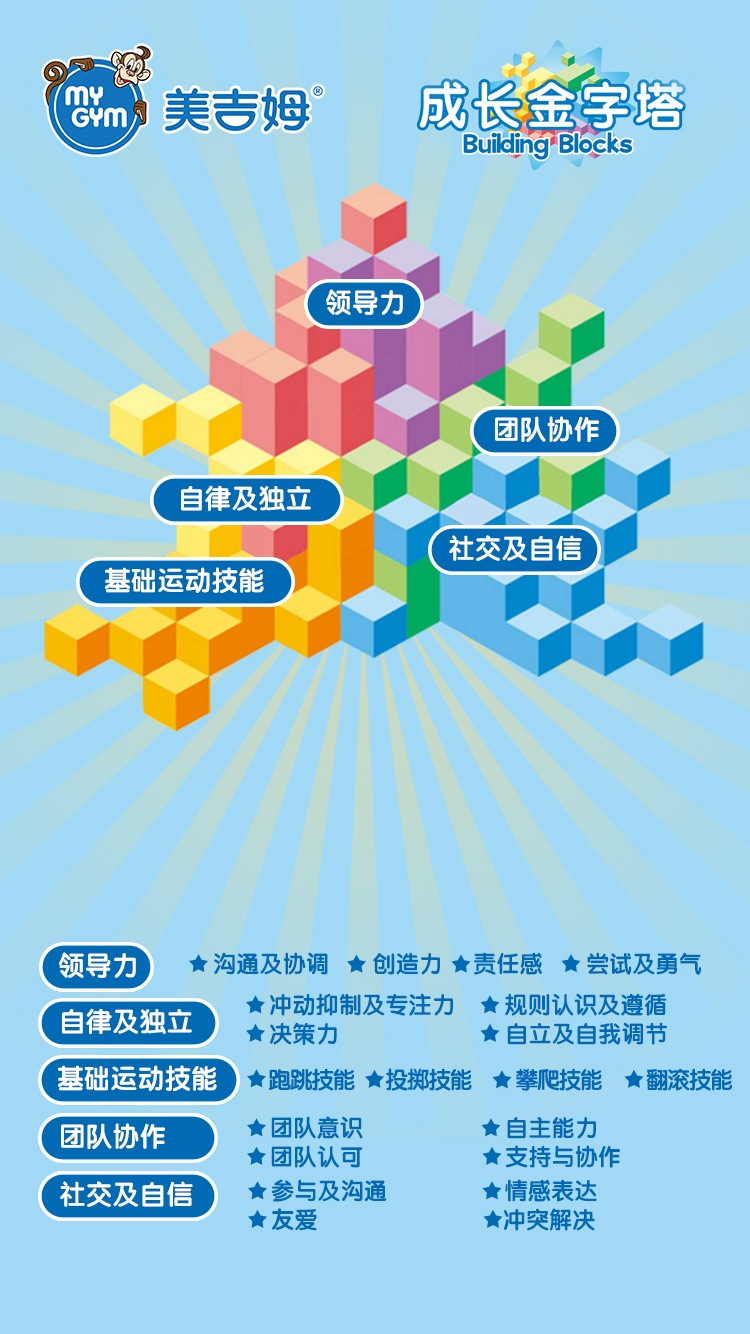 MY GYM 美吉姆®
成长金字塔
Building Blocks
领导力
团队协作
自律及独立
社交及自信
基础运动技能
领导力 ★沟通及协调 ★创造力 ★责任感 ★尝试及勇气
自律及独立 ★冲动抑制及专注力 ★规则认识及遵循
★决策力 ★自立及自我调节
基础运动技能 ★跑跳技能 ★投掷技能 ★攀爬技能 ★翻滚技能
团队协作 ★团队意识 ★自主能力
★团队认可 ★支持与协作
社交及自信 ★参与及沟通 ★情感表达
★友爱 ★冲突解决